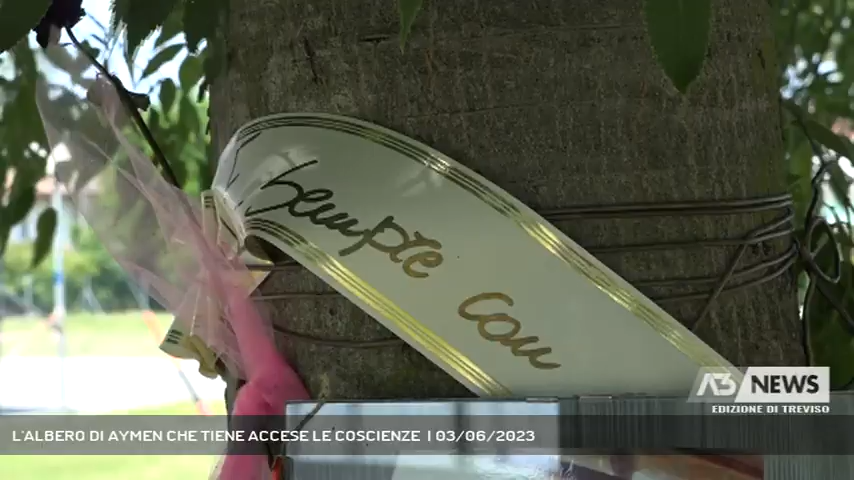 Sempre con
A3 NEWS
EDIZIONE DI TREVISO
L'ALBERO DI AYMEN CHE TIENE ACCESE LE COSCIENZE | 03/06/2023